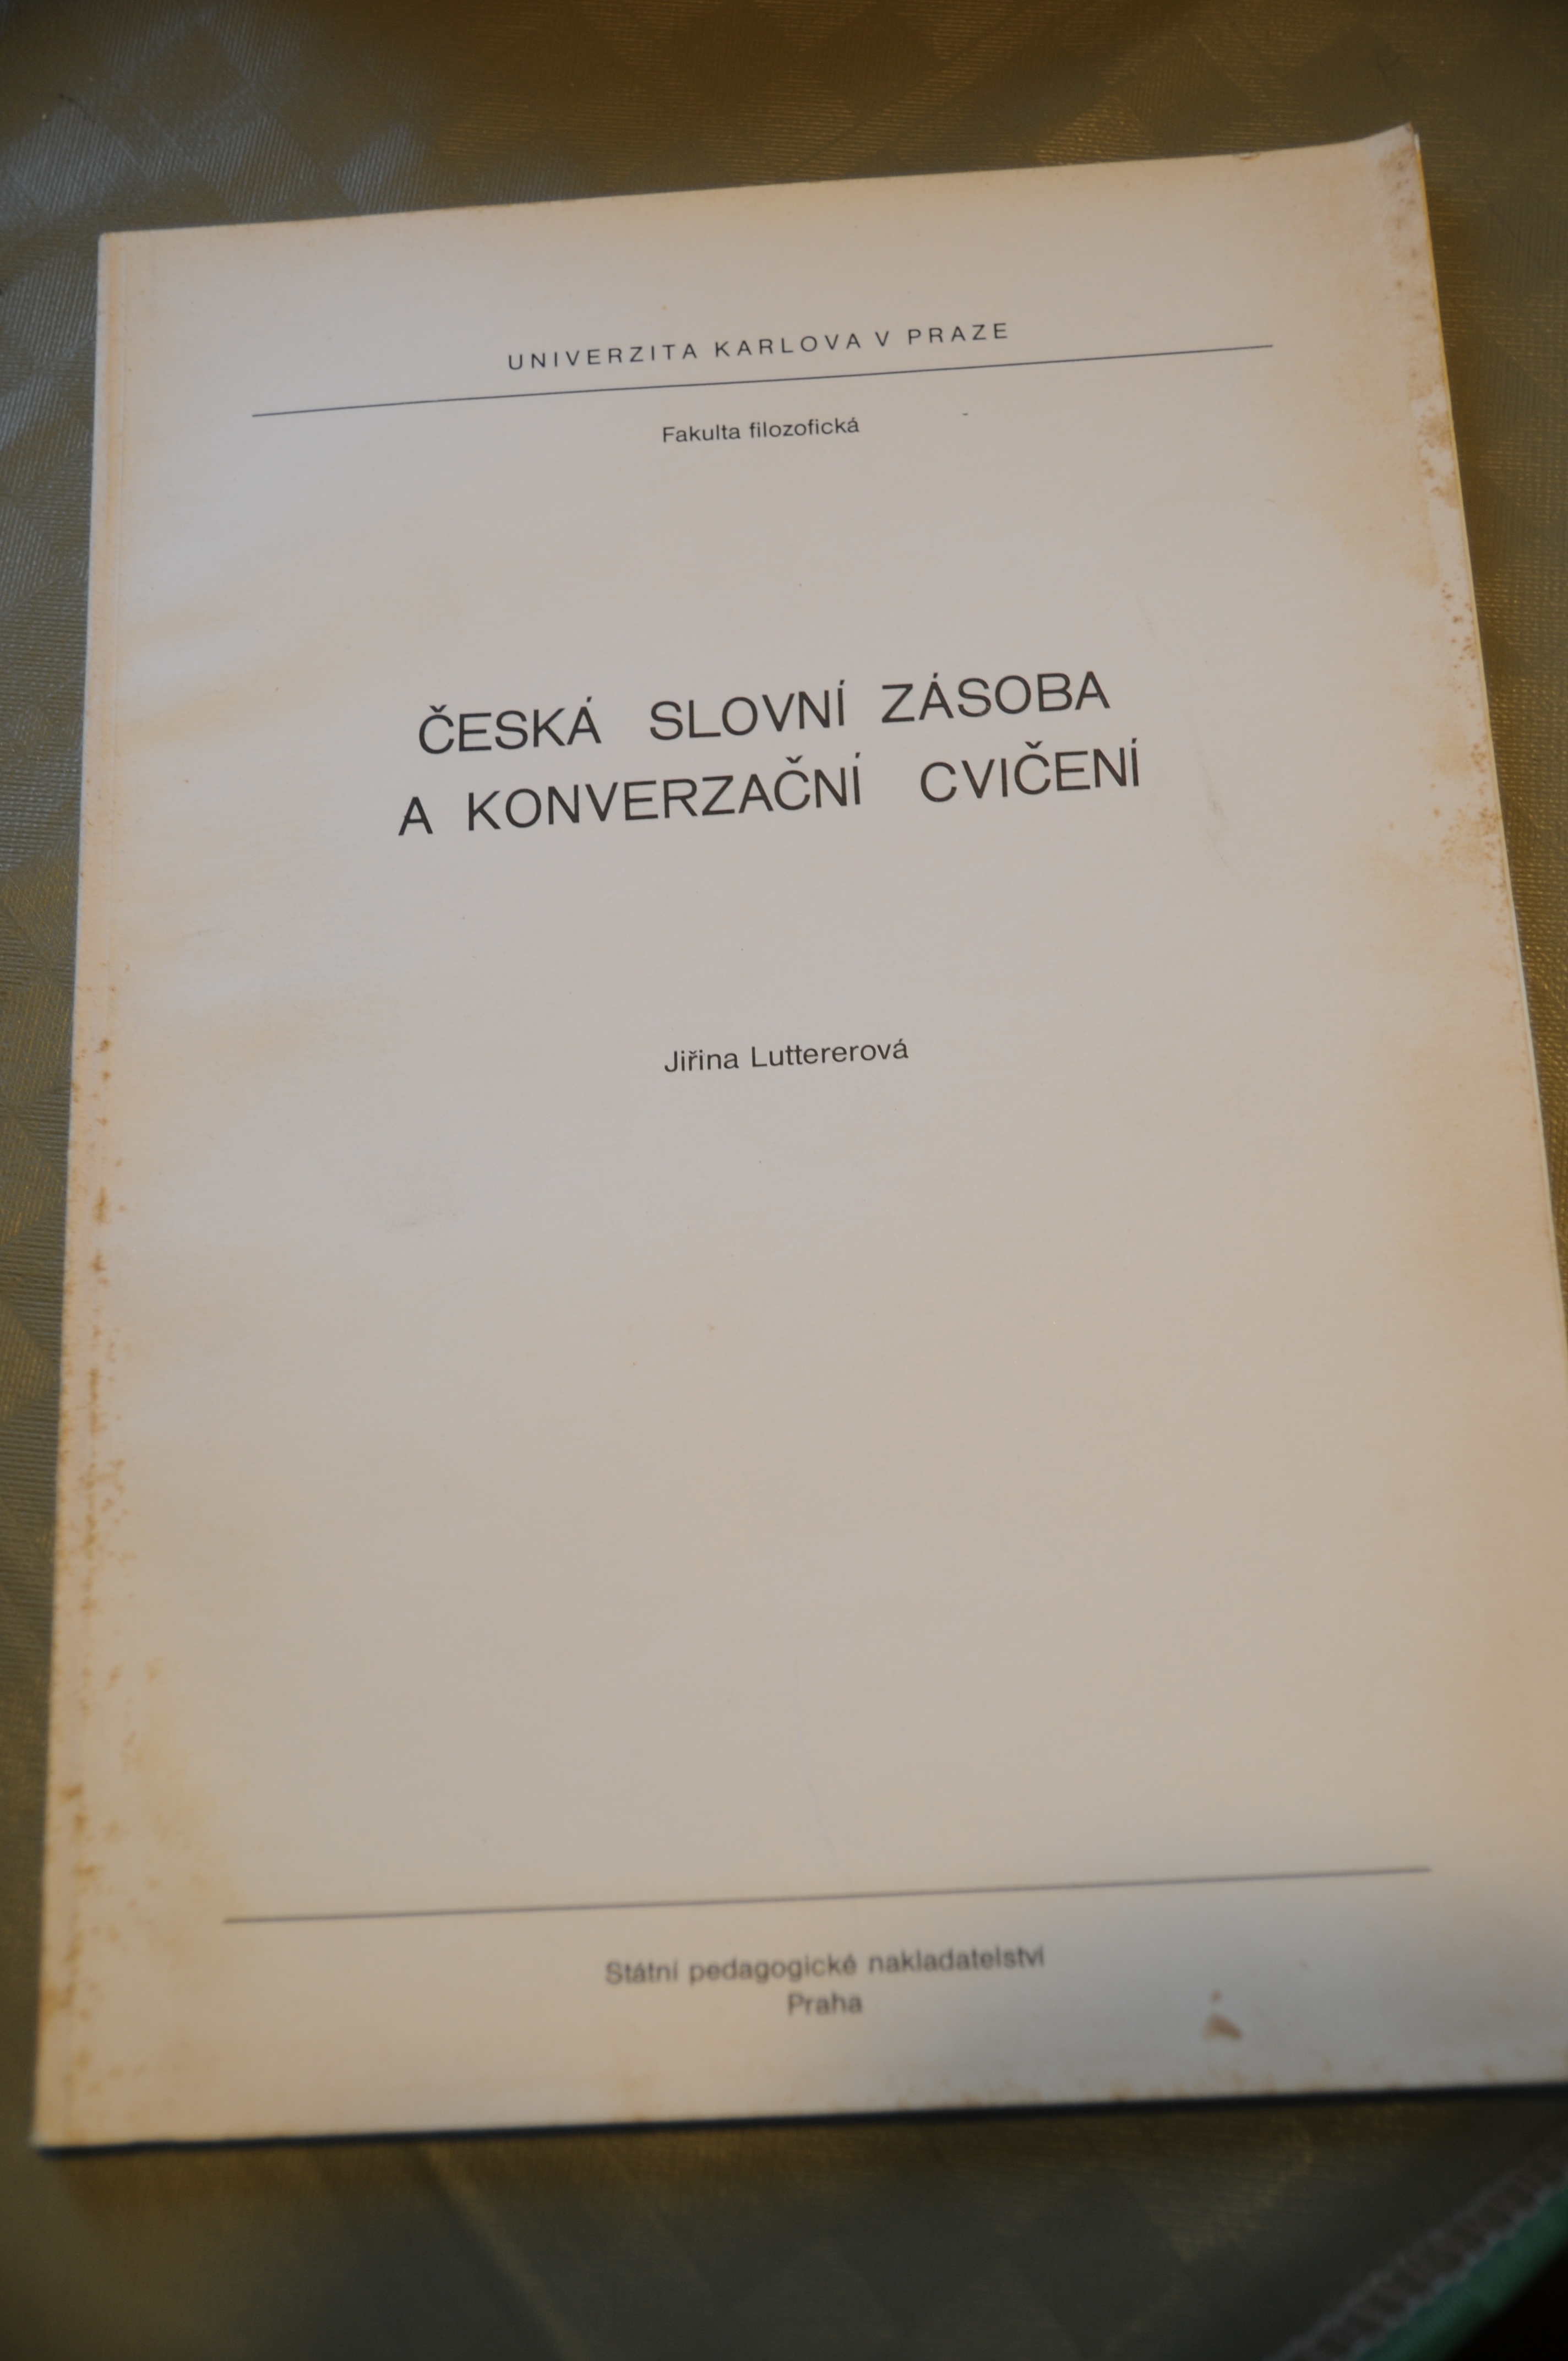 UNIVERZITA KARLOVA V PRAZE
Fakulta filozofická
ČESKÁ SLOVNÍ ZÁSOBA
A KONVERZAČNÍ CVIČENÍ
Jiřina Luttererová
Státní pedagogické nakladatelství
Praha